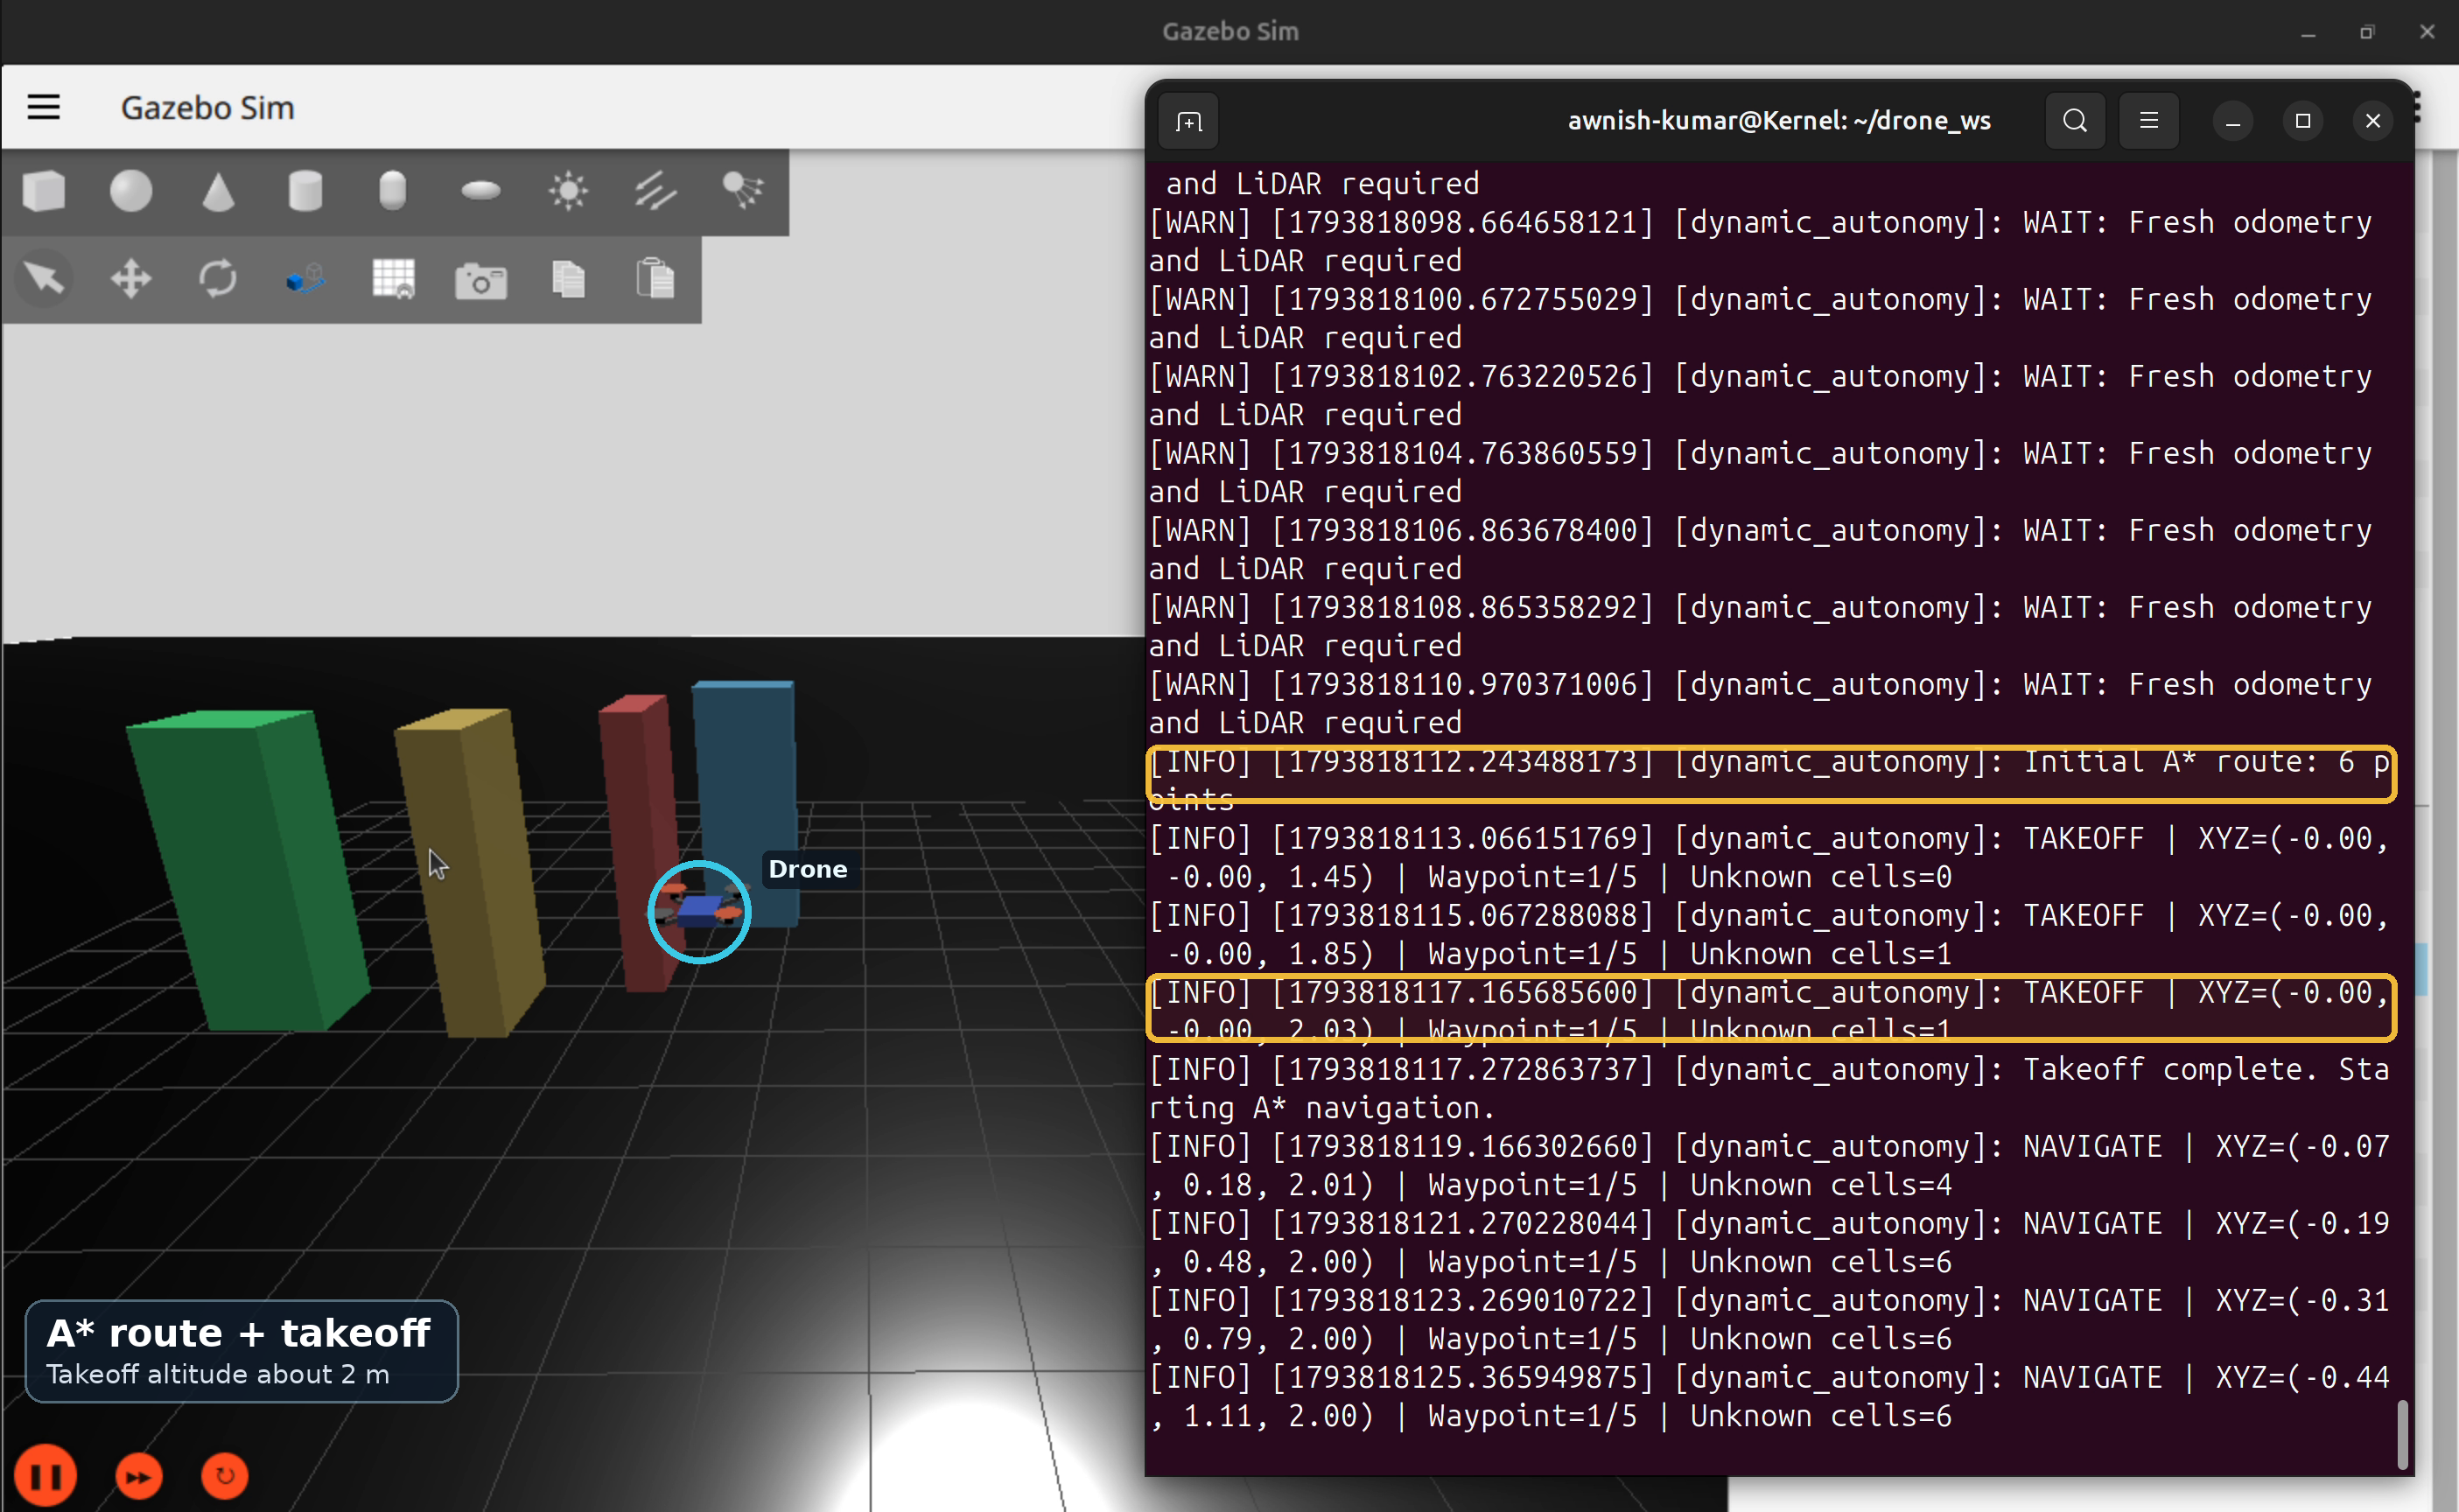 Gazebo Sim
Gazebo Sim
awnish-kumar@Kernel: ~/drone_ws
and LiDAR required
[WARN] [1793818098.664658121] [dynamic_autonomy]: WAIT: Fresh odometry
and LiDAR required
[WARN] [1793818100.672755029] [dynamic_autonomy]: WAIT: Fresh odometry
and LiDAR required
[WARN] [1793818102.763220526] [dynamic_autonomy]: WAIT: Fresh odometry
and LiDAR required
[WARN] [1793818104.763860559] [dynamic_autonomy]: WAIT: Fresh odometry
and LiDAR required
[WARN] [1793818106.863678400] [dynamic_autonomy]: WAIT: Fresh odometry
and LiDAR required
[WARN] [1793818108.865358292] [dynamic_autonomy]: WAIT: Fresh odometry
and LiDAR required
[WARN] [1793818110.970371006] [dynamic_autonomy]: WAIT: Fresh odometry
and LiDAR required
[INFO] [1793818112.243488173] [dynamic_autonomy]: Initial A* route: 6 p
oints
[INFO] [1793818113.066151769] [dynamic_autonomy]: TAKEOFF | XYZ=(-0.00,
-0.00, 1.45) | Waypoint=1/5 | Unknown cells=0
[INFO] [1793818115.067288088] [dynamic_autonomy]: TAKEOFF | XYZ=(-0.00,
-0.00, 1.85) | Waypoint=1/5 | Unknown cells=1
[INFO] [1793818117.165685600] [dynamic_autonomy]: TAKEOFF | XYZ=(-0.00,
-0.00, 2.03) | Waypoint=1/5 | Unknown cells=1
[INFO] [1793818117.272863737] [dynamic_autonomy]: Takeoff complete. Sta
rting A* navigation.
[INFO] [1793818119.166302660] [dynamic_autonomy]: NAVIGATE | XYZ=(-0.07
, 0.18, 2.01) | Waypoint=1/5 | Unknown cells=4
[INFO] [1793818121.270228044] [dynamic_autonomy]: NAVIGATE | XYZ=(-0.19
, 0.48, 2.00) | Waypoint=1/5 | Unknown cells=6
[INFO] [1793818123.269010722] [dynamic_autonomy]: NAVIGATE | XYZ=(-0.31
, 0.79, 2.00) | Waypoint=1/5 | Unknown cells=6
[INFO] [1793818125.365949875] [dynamic_autonomy]: NAVIGATE | XYZ=(-0.44
, 1.11, 2.00) | Waypoint=1/5 | Unknown cells=6
Drone
A* route + takeoff
Takeoff altitude about 2 m